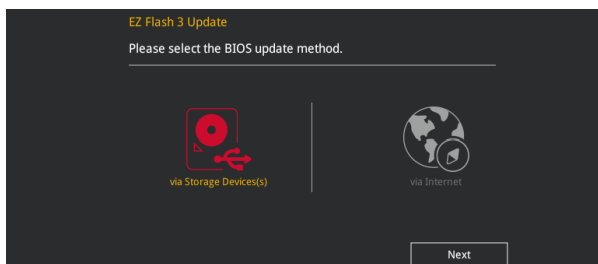 EZ Flash 3 Update
Please select the BIOS update method.
via Storage Devices(s)
via Internet
Next